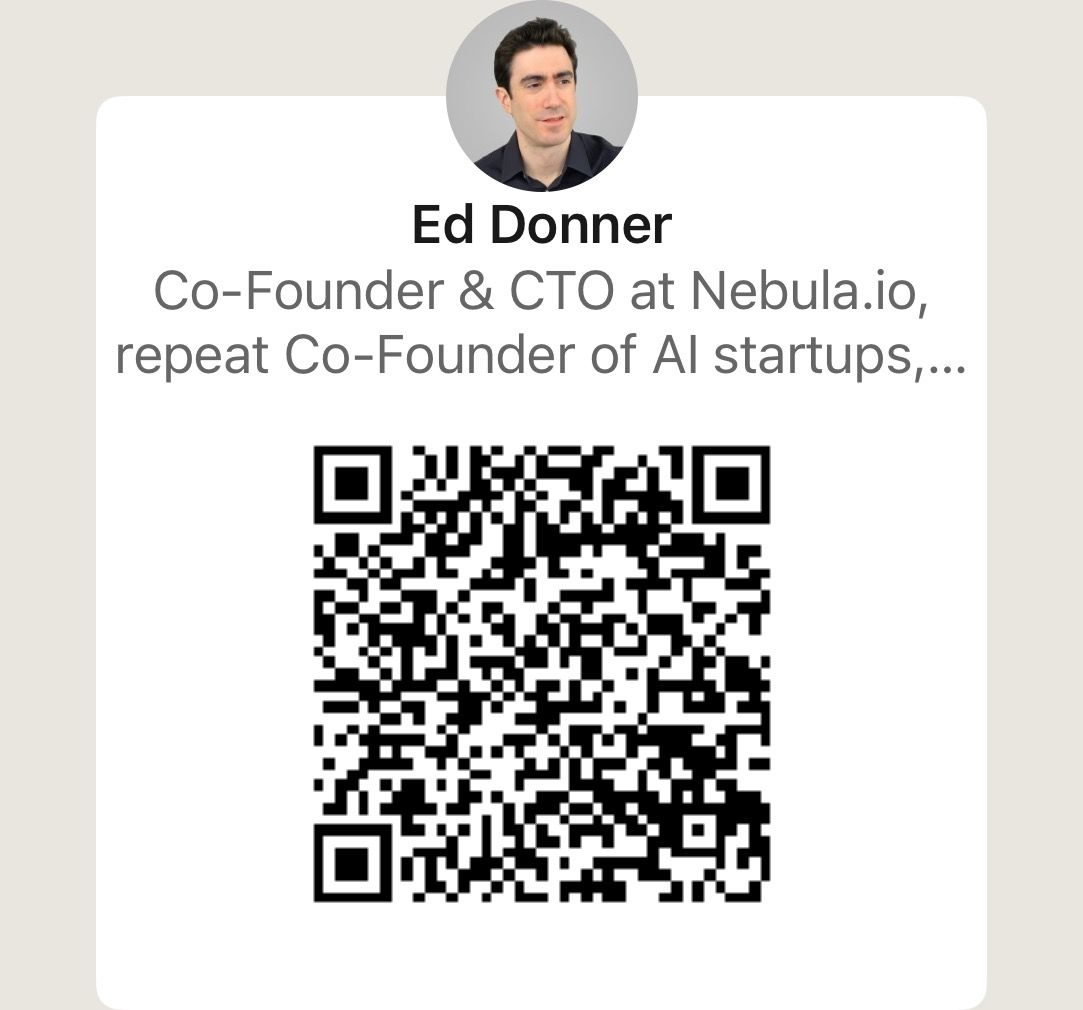 Ed Donner
Co-Founder & CTO at Nebula.io,
repeat Co-Founder of AI startups,...